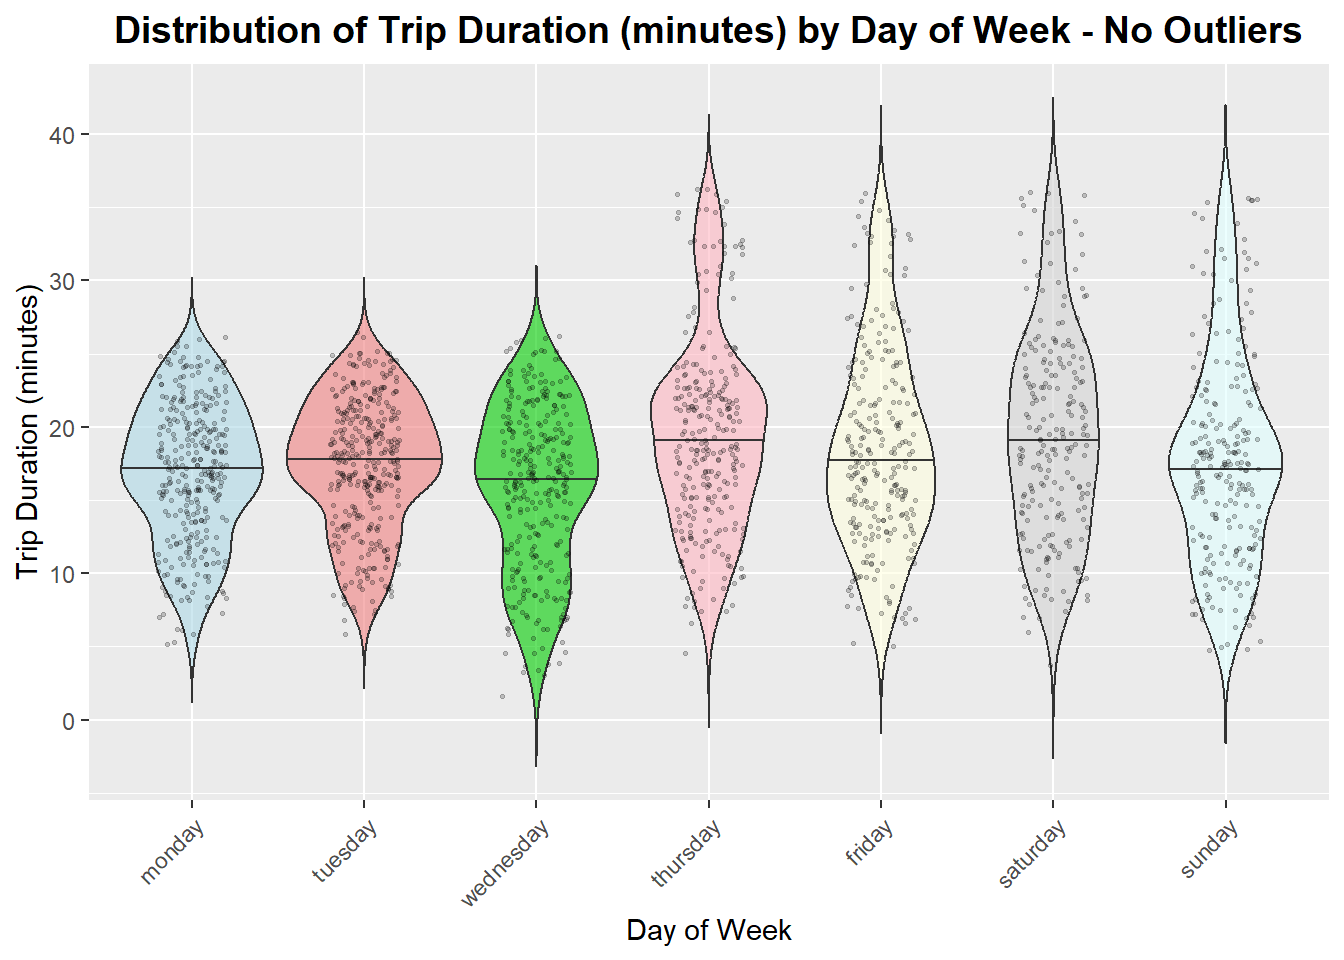 Distribution of Trip Duration (minutes) by Day of Week - No Outliers
Trip Duration (minutes)
40
30
20
10
0
monday
tuesday
wednesday
thursday
friday
saturday
sunday
Day of Week